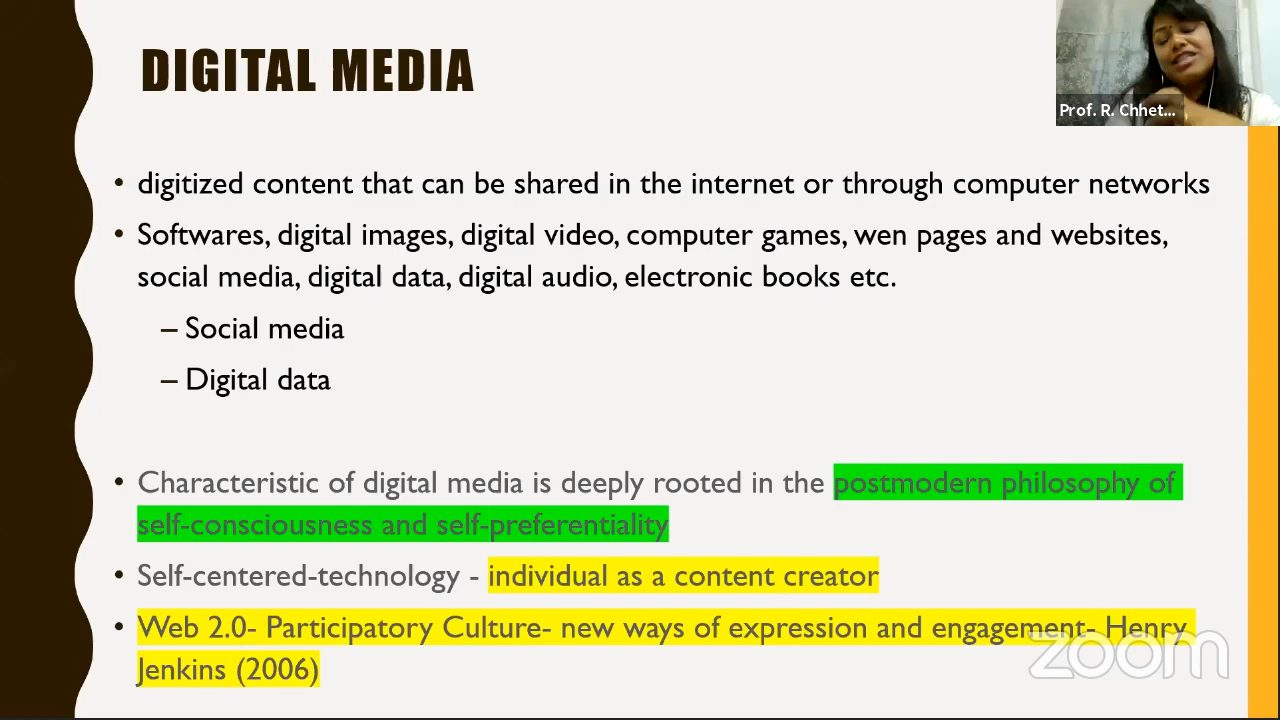 DIGITAL MEDIA
Prof. R. Chhet...
• digitized content that can be shared in the internet or through computer networks
• Softwares, digital images, digital video, computer games, wen pages and websites,
social media, digital data, digital audio, electronic books etc.
– Social media
– Digital data
• Characteristic of digital media is deeply rooted in the postmodern philosophy of
self-consciousness and self-preferentiality
• Self-centered-technology - individual as a content creator
• Web 2.0- Participatory Culture- new ways of expression and engagement- Henry
Jenkins (2006)
zoom